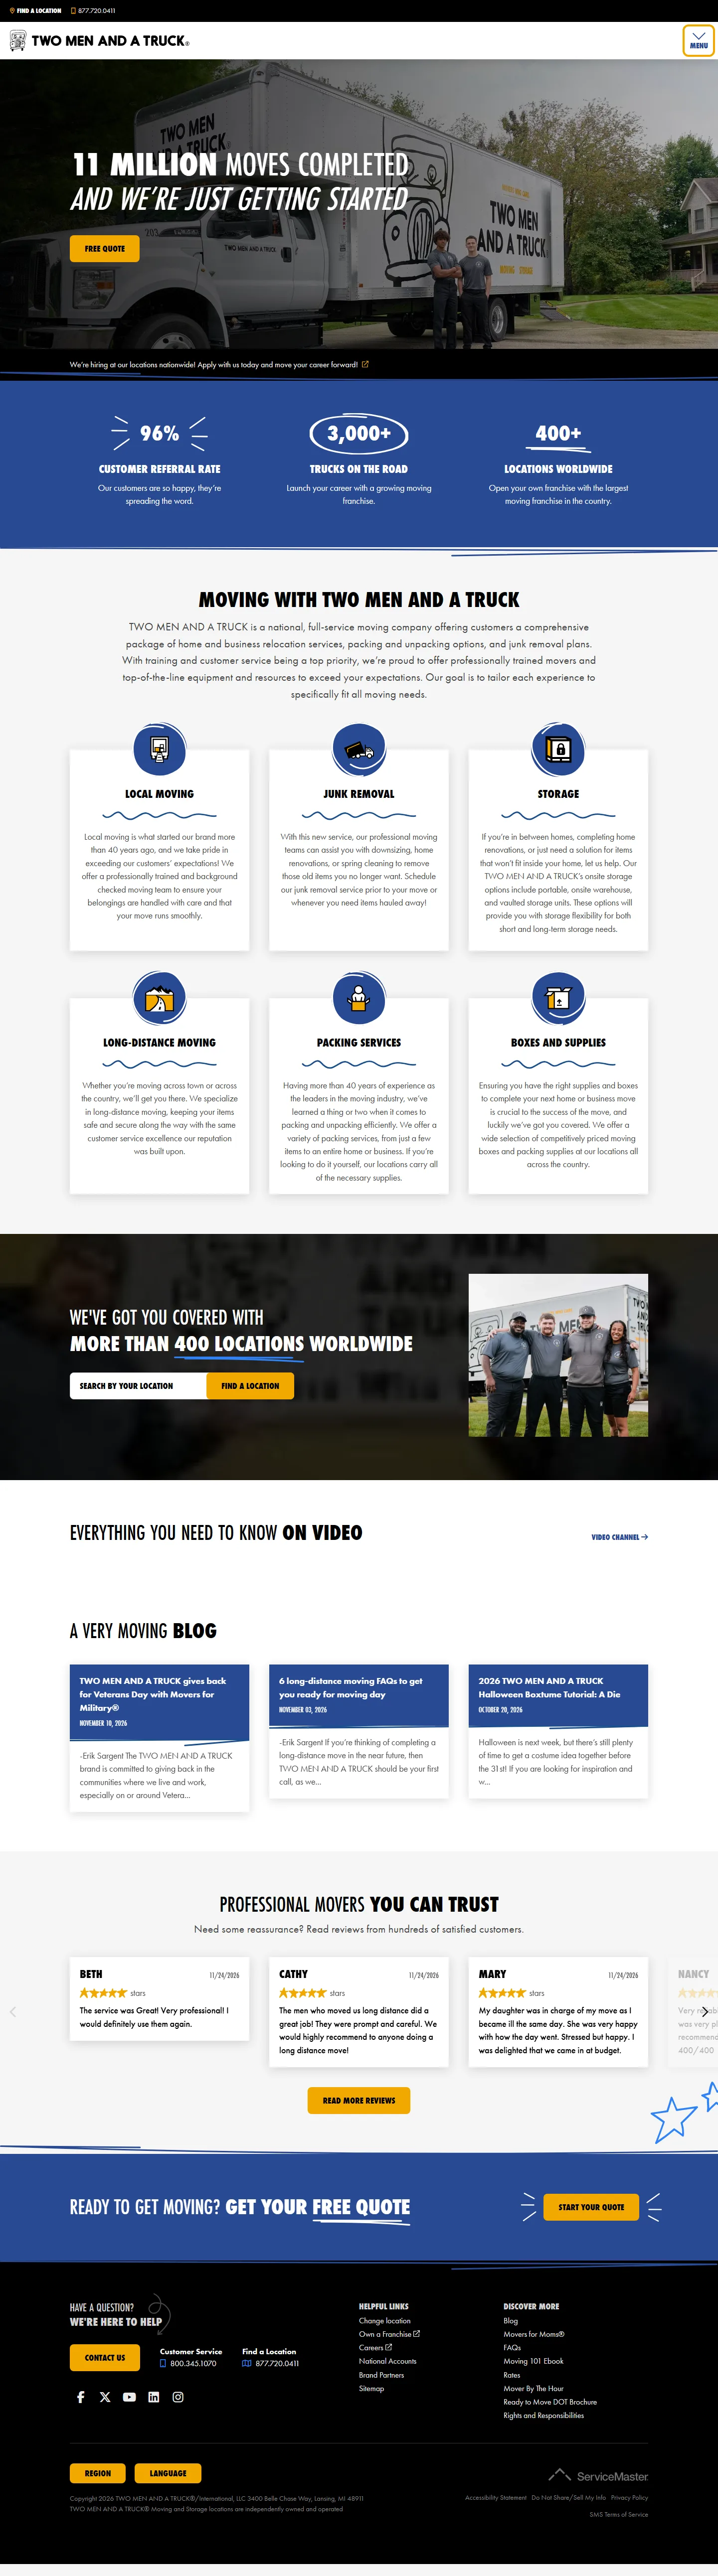 FIND A LOCATION 877.720.0411
TWO MEN AND A TRUCK®
MENU
11 MILLION MOVES COMPLETED
AND WE'RE JUST GETTING STARTED
FREE QUOTE
We're hiring at our locations nationwide! Apply with us today and move your career forward!
96% 3,000+ 400+
CUSTOMER REFERRAL RATE TRUCKS ON THE ROAD LOCATIONS WORLDWIDE
Our customers are so happy, they're
spreading the word.
Launch your career with a growing moving
franchise.
Open your own franchise with the largest
moving franchise in the country.
MOVING WITH TWO MEN AND A TRUCK
TWO MEN AND A TRUCK is a national, full-service moving company offering customers a comprehensive
package of home and business relocation services, packing and unpacking options, and junk removal plans.
With training and customer service being a top priority, we're proud to offer professionally trained movers and
top-of-the-line equipment and resources to exceed your expectations. Our goal is to tailor each experience to
specifically fit all moving needs.
LOCAL MOVING
Local moving is what started our brand more
than 40 years ago, and we take pride in
exceeding our customers' expectations! We
offer a professionally trained and background
checked moving team to ensure your
belongings are handled with care and that
your move runs smoothly.
JUNK REMOVAL
With this new service, our professional moving
teams can assist you with downsizing, home
renovations, or spring cleaning to remove
those old items you no longer want. Schedule
our junk removal service prior to your move or
whenever you need items hauled away!
STORAGE
If you're in between homes, completing home
renovations, or just need a solution for items
that won't fit inside your home, let us help. Our
TWO MEN AND A TRUCK's onsite storage
options include portable, onsite warehouse,
and vaulted storage units. These options will
provide you with storage flexibility for both
short and long-term storage needs.
LONG-DISTANCE MOVING
Whether you're moving across town or across
the country, we'll get you there. We specialize
in long-distance moving, keeping your items
safe and secure along the way with the same
customer service excellence our reputation
was built upon.
PACKING SERVICES
Having more than 40 years of experience as
the leaders in the moving industry, we've
learned a thing or two when it comes to
packing and unpacking efficiently. We offer a
variety of packing services, from just a few
items to an entire home or business. If you're
looking to do it yourself, our locations carry all
of the necessary supplies.
BOXES AND SUPPLIES
Ensuring you have the right supplies and boxes
to complete your next home or business move
is crucial to the success of the move, and
luckily we've got you covered. We offer a
wide selection of competitively priced moving
boxes and packing supplies at our locations all
across the country.
WE'VE GOT YOU COVERED WITH
MORE THAN 400 LOCATIONS WORLDWIDE
SEARCH BY YOUR LOCATION FIND A LOCATION
EVERYTHING YOU NEED TO KNOW ON VIDEO
VIDEO CHANNEL
A VERY MOVING BLOG
TWO MEN AND A TRUCK gives back
for Veterans Day with Movers for
Military®
NOVEMBER 10, 2026
-Erik Sargent The TWO MEN AND A TRUCK
brand is committed to giving back in the
communities where we live and work,
especially on or around Vetera...
6 long-distance moving FAQs to get
you ready for moving day
NOVEMBER 03, 2026
-Erik Sargent If you're thinking of completing a
long-distance move in the near future, then
TWO MEN AND A TRUCK should be your first
call, as we...
2026 TWO MEN AND A TRUCK
Halloween Boxtume Tutorial: A Die
OCTOBER 20, 2026
Halloween is next week, but there's still plenty
of time to get a costume idea together before
the 31st! If you are looking for inspiration and
w...
PROFESSIONAL MOVERS YOU CAN TRUST
Need some reassurance? Read reviews from hundreds of satisfied customers.
BETH 11/24/2026
stars
The service was Great! Very professional! I
would definitely use them again.
CATHY 11/24/2026
stars
The men who moved us long distance did a
great job! They were prompt and careful. We
would highly recommend to anyone doing a
long distance move!
MARY 11/24/2026
stars
My daughter was in charge of my move as I
became ill the same day. She was very happy
with how the day went. Stressed but happy. I
was delighted that we came in at budget.
NANCY
Very
was very
recommend
400/400
READ MORE REVIEWS
READY TO GET MOVING? GET YOUR FREE QUOTE
START YOUR QUOTE
HAVE A QUESTION?
WE'RE HERE TO HELP
CONTACT US
Customer Service
800.345.1070
Find a Location
877.720.0411
HELPFUL LINKS
Change location
Own a Franchise
Careers
National Accounts
Brand Partners
Sitemap
DISCOVER MORE
Blog
Movers for Moms®
FAQs
Moving 101 Ebook
Rates
Mover By The Hour
Ready to Move DOT Brochure
Rights and Responsibilities
REGION LANGUAGE
ServiceMaster
Copyright 2026 TWO MEN AND A TRUCK®/International, LLC 3400 Belle Chase Way, Lansing, MI 48911
TWO MEN AND A TRUCK® Moving and Storage locations are independently owned and operated
Accessibility Statement Do Not Share/Sell My Info Privacy Policy
SMS Terms of Service